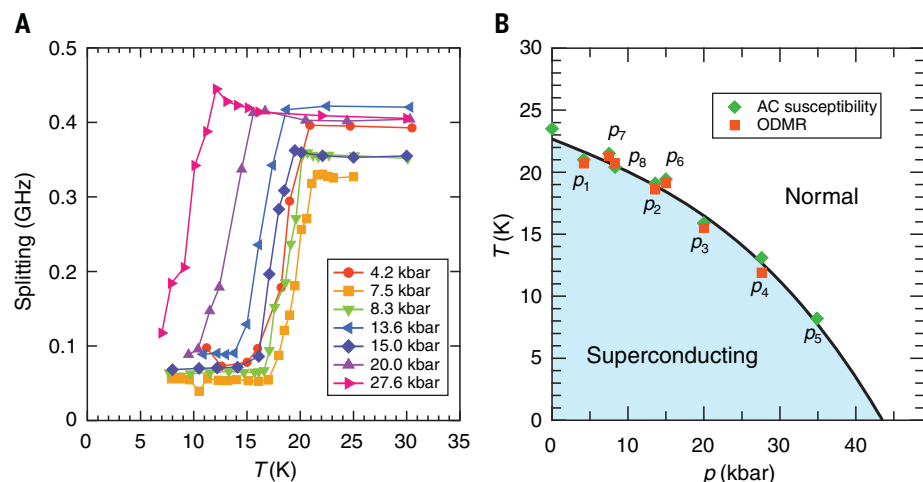 A
B
0.5
0.4
0.3
0.2
0.1
0
Splitting (GHz)
0
5
10
15
20
25
30
35
T (K)
4.2 kbar
7.5 kbar
8.3 kbar
13.6 kbar
15.0 kbar
20.0 kbar
27.6 kbar
30
25
20
15
10
5
0
T (K)
0
10
20
30
40
p (kbar)
AC susceptibility
ODMR
p7
p8
p6
p1
p2
p3
p4
p5
Normal
Superconducting